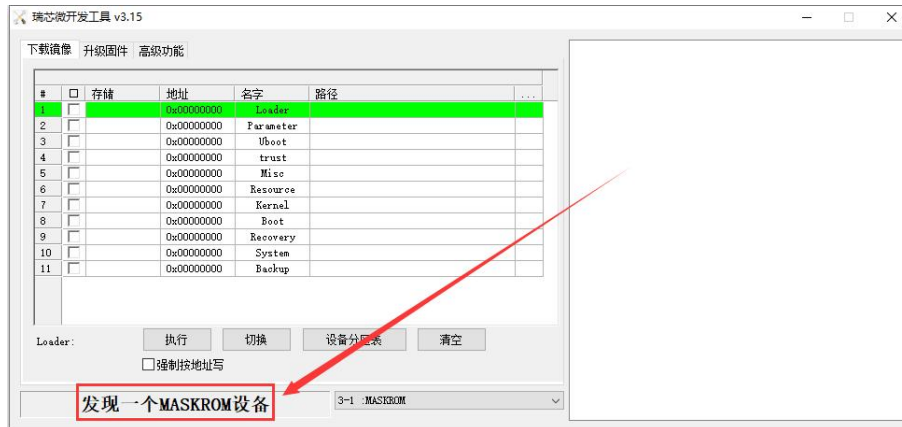 瑞芯微开发工具 v3.15
下载镜像 升级固件 高级功能
# 存储 地址 名字 路径 ...
1 0x00000000 Loader
2 0x00000000 Parameter
3 0x00000000 Uboot
4 0x00000000 trust
5 0x00000000 Misc
6 0x00000000 Resource
7 0x00000000 Kernel
8 0x00000000 Boot
9 0x00000000 Recovery
10 0x00000000 System
11 0x00000000 Backup
Loader: 执行 切换 设备分区表 清空
强制按地址写
发现一个MASKROM设备 3-1 :MASKROM